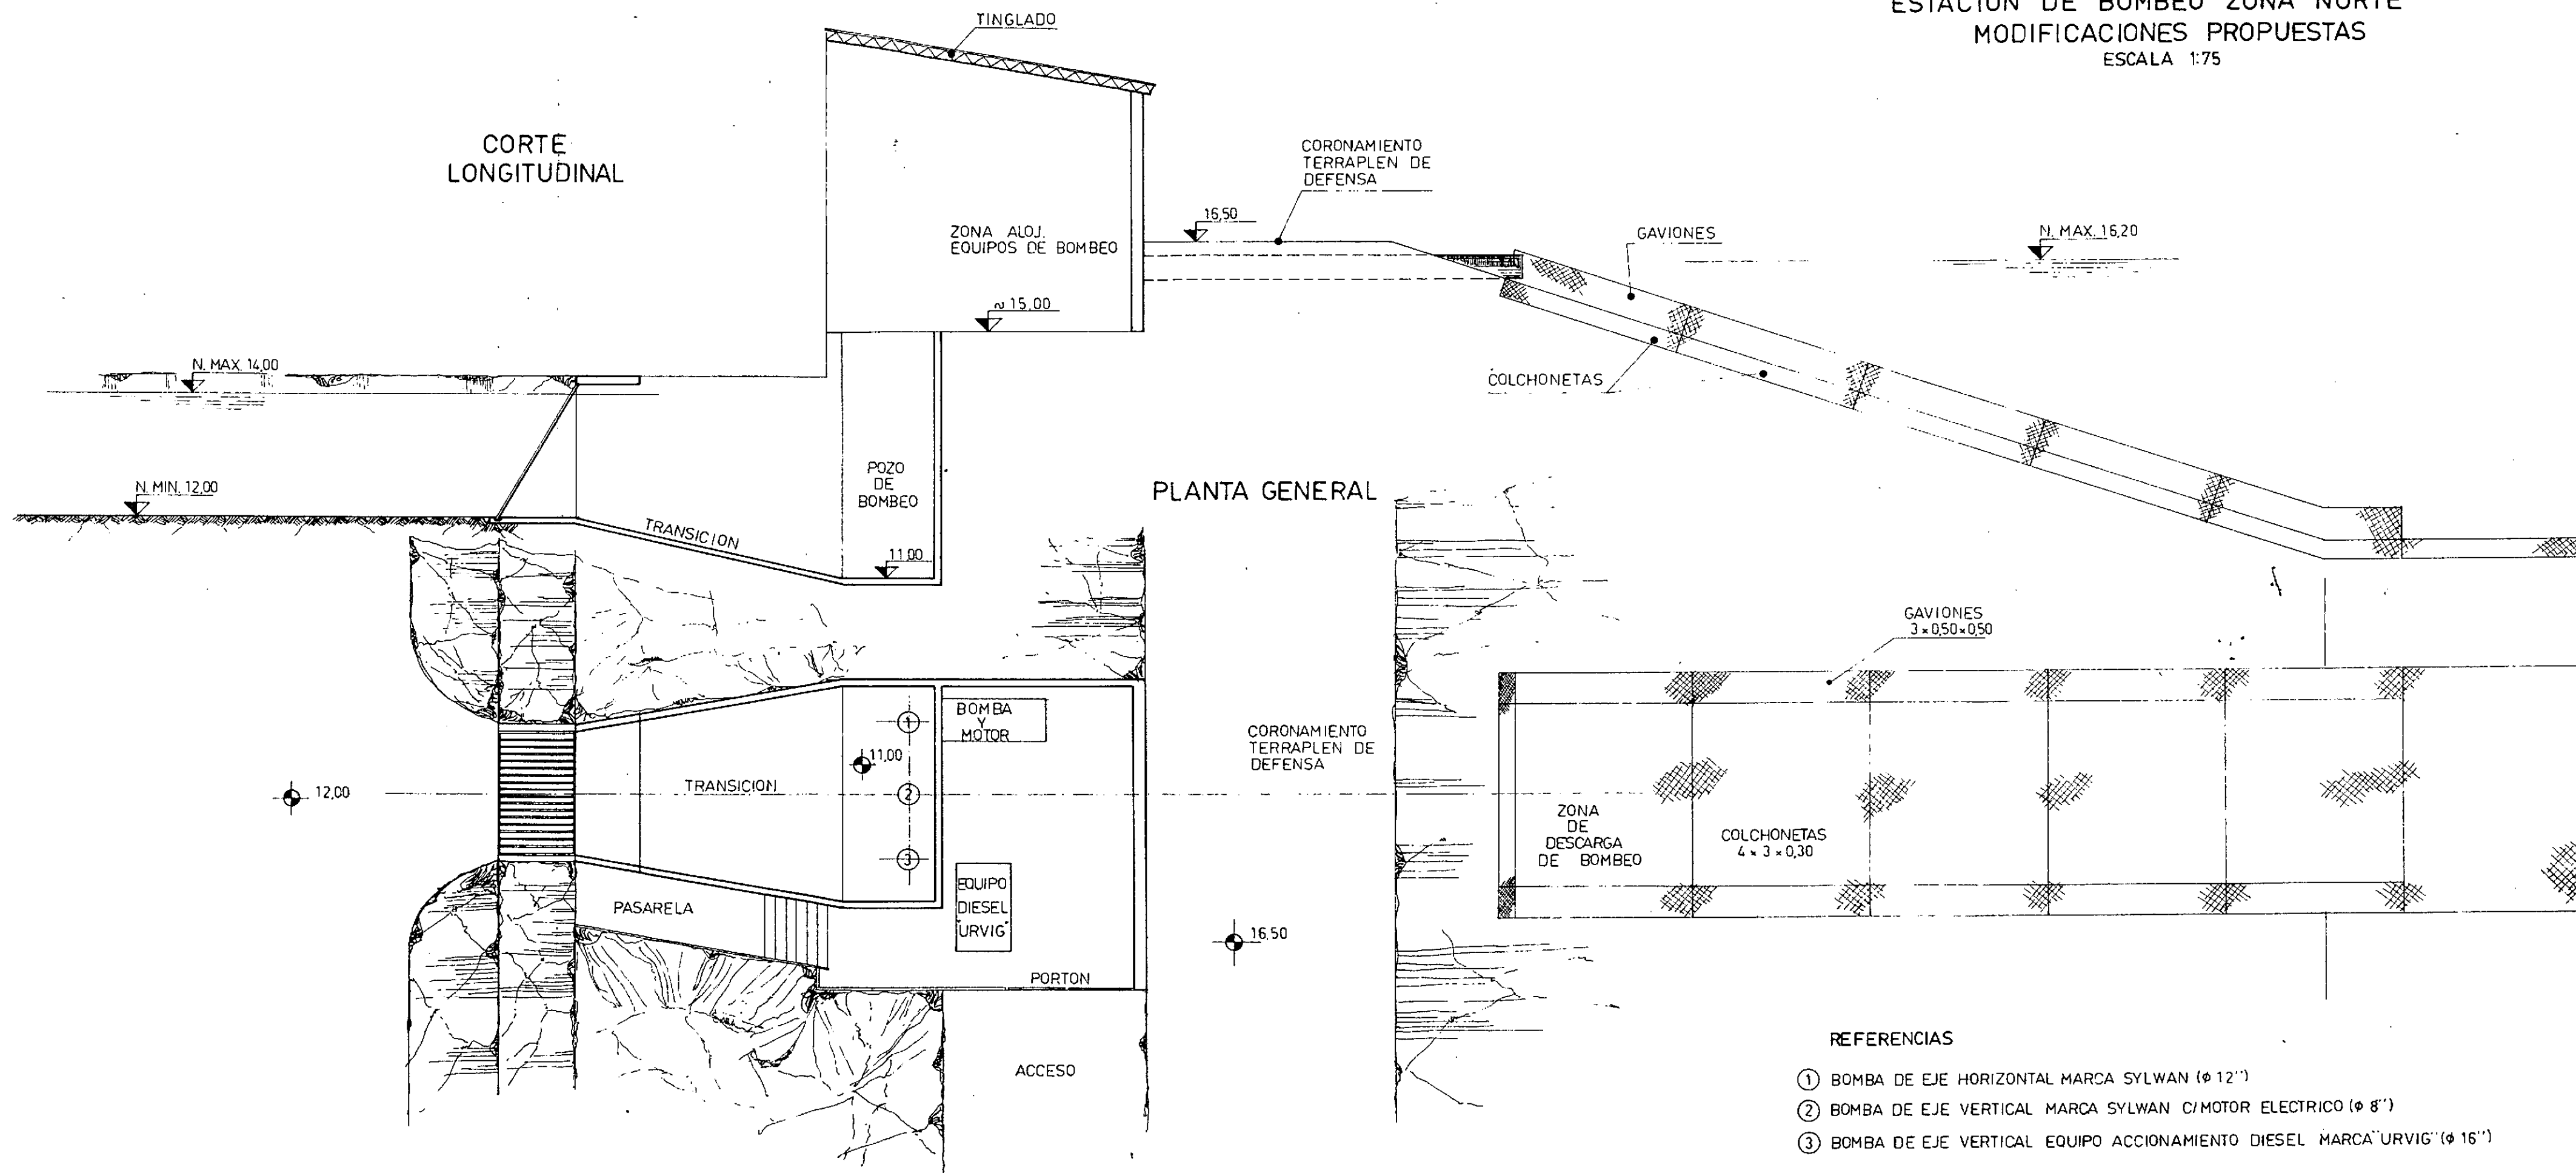 ESTACION DE BOMBEO ZONA NORTE
MODIFICACIONES PROPUESTAS
ESCALA 1:75
TINGLADO
CORTE
LONGITUDINAL
CORONAMIENTO
TERRAPLEN DE
DEFENSA
16,50
ZONA ALOJ.
EQUIPOS DE BOMBEO
GAVIONES
N. MAX. 16,20
~ 15,00
N. MAX. 14,00
COLCHONETAS
POZO
DE
BOMBEO
N. MIN. 12,00
TRANSICION
11,00
PLANTA GENERAL
GAVIONES
3 x 0,50 x 0,50
1
BOMBA
Y
MOTOR
CORONAMIENTO
TERRAPLEN DE
DEFENSA
11,00
TRANSICION
2
12,00
ZONA
DE
DESCARGA
DE BOMBEO
COLCHONETAS
4 x 3 x 0,30
3
EQUIPO
DIESEL
"URVIG"
PASARELA
16,50
PORTON
ACCESO
REFERENCIAS
1 BOMBA DE EJE HORIZONTAL MARCA SYLWAN (φ 12'')
2 BOMBA DE EJE VERTICAL MARCA SYLWAN C/MOTOR ELECTRICO (φ 8'')
3 BOMBA DE EJE VERTICAL EQUIPO ACCIONAMIENTO DIESEL MARCA "URVIG" (φ 16'')